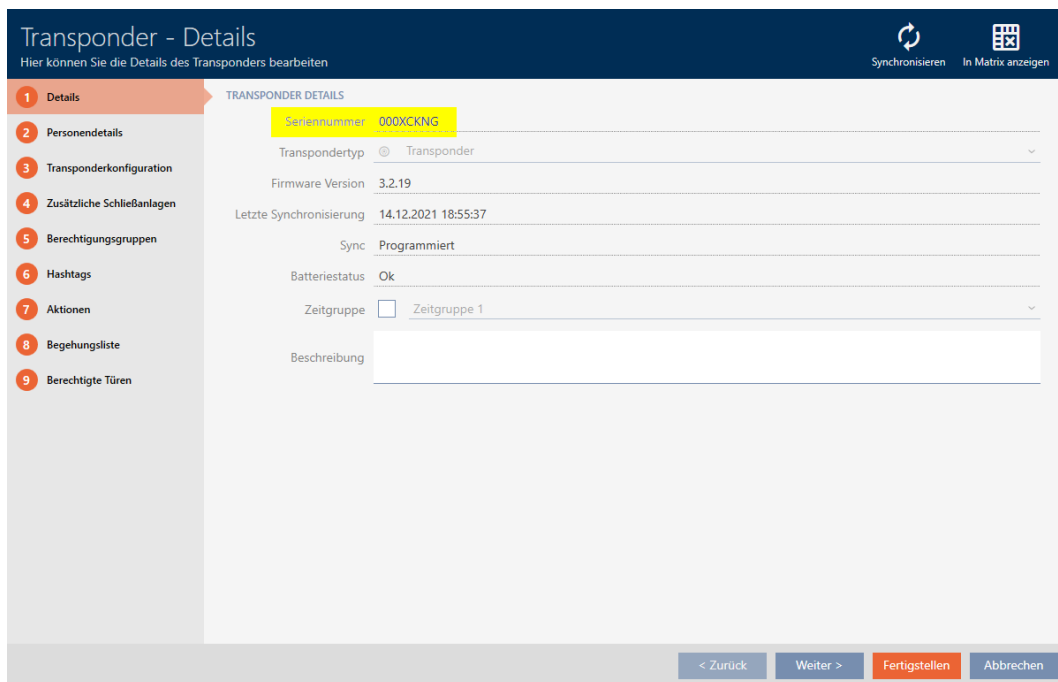 Transponder - Details
Hier können Sie die Details des Transponders bearbeiten
Synchronisieren
In Matrix anzeigen
1 Details
2 Personendetails
3 Transponderkonfiguration
4 Zusätzliche Schließanlagen
5 Berechtigungsgruppen
6 Hashtags
7 Aktionen
8 Begehungsliste
9 Berechtigte Türen
TRANSPONDER DETAILS
Seriennummer 000XCKNG
Transpondertyp Transponder
Firmware Version 3.2.19
Letzte Synchronisierung 14.12.2021 18:55:37
Sync Programmiert
Batteriestatus Ok
Zeitgruppe Zeitgruppe 1
Beschreibung
< Zurück
Weiter >
Fertigstellen
Abbrechen